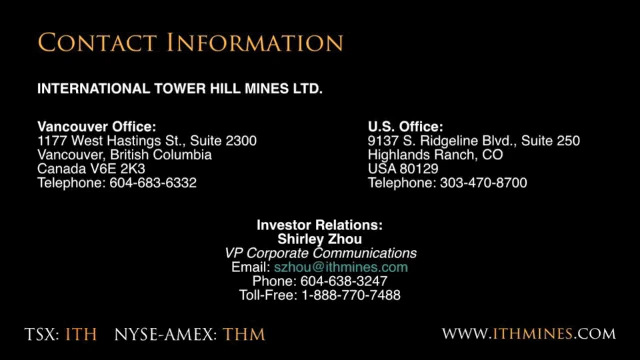 CONTACT INFORMATION
INTERNATIONAL TOWER HILL MINES LTD.
Vancouver Office:
1177 West Hastings St., Suite 2300
Vancouver, British Columbia
Canada V6E 2K3
Telephone: 604-683-6332
U.S. Office:
9137 S. Ridgeline Blvd., Suite 250
Highlands Ranch, CO
USA 80129
Telephone: 303-470-8700
Investor Relations:
Shirley Zhou
VP Corporate Communications
Email: szhou@ithmines.com
Phone: 604-638-3247
Toll-Free: 1-888-770-7488
TSX: ITH NYSE-AMEX: THM
WWW.ITHMINES.COM